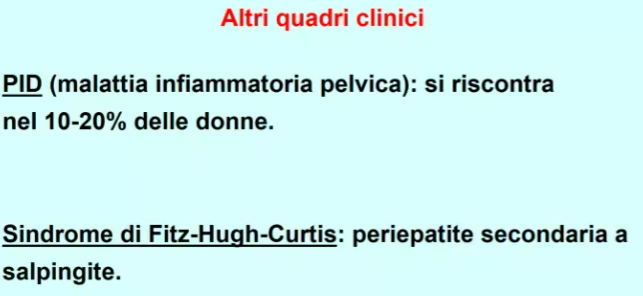 Altri quadri clinici
PID (malattia infiammatoria pelvica): si riscontra
nel 10-20% delle donne.
Sindrome di Fitz-Hugh-Curtis: periepatite secondaria a
salpingite.